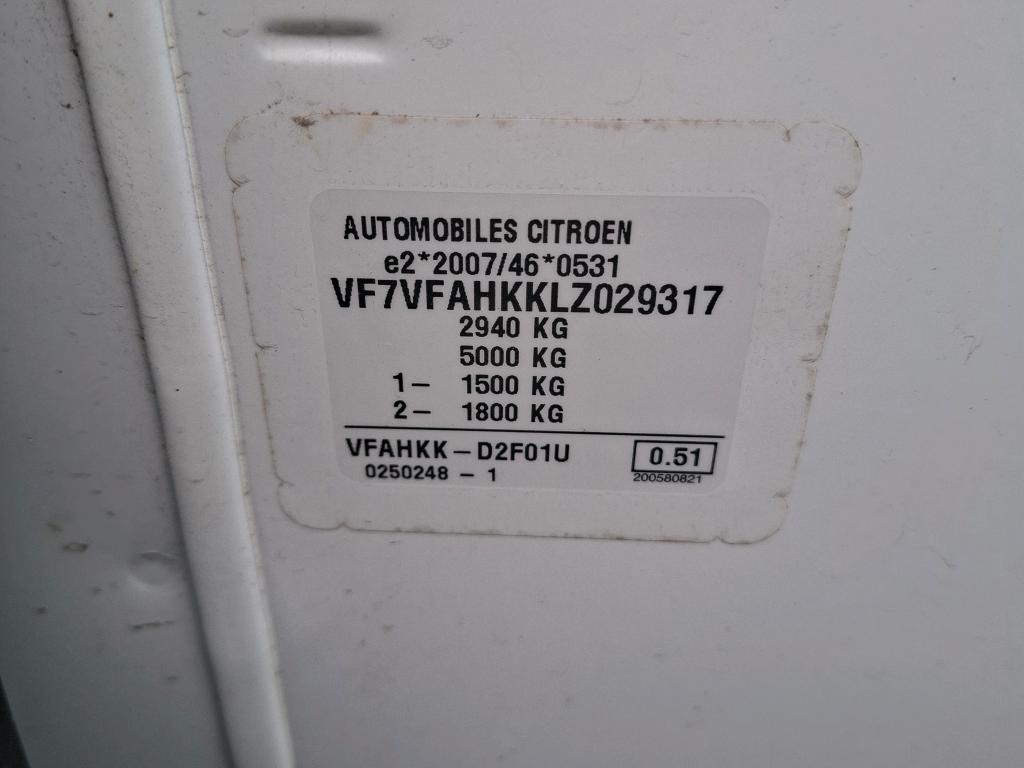 AUTOMOBILES CITROEN
e2*2007/46*0531
VF7VFAHKKLZ029317
2940 KG
5000 KG
1- 1500 KG
2- 1800 KG
VFAHKK - D2F01U 0.51
0250248 - 1 200580821